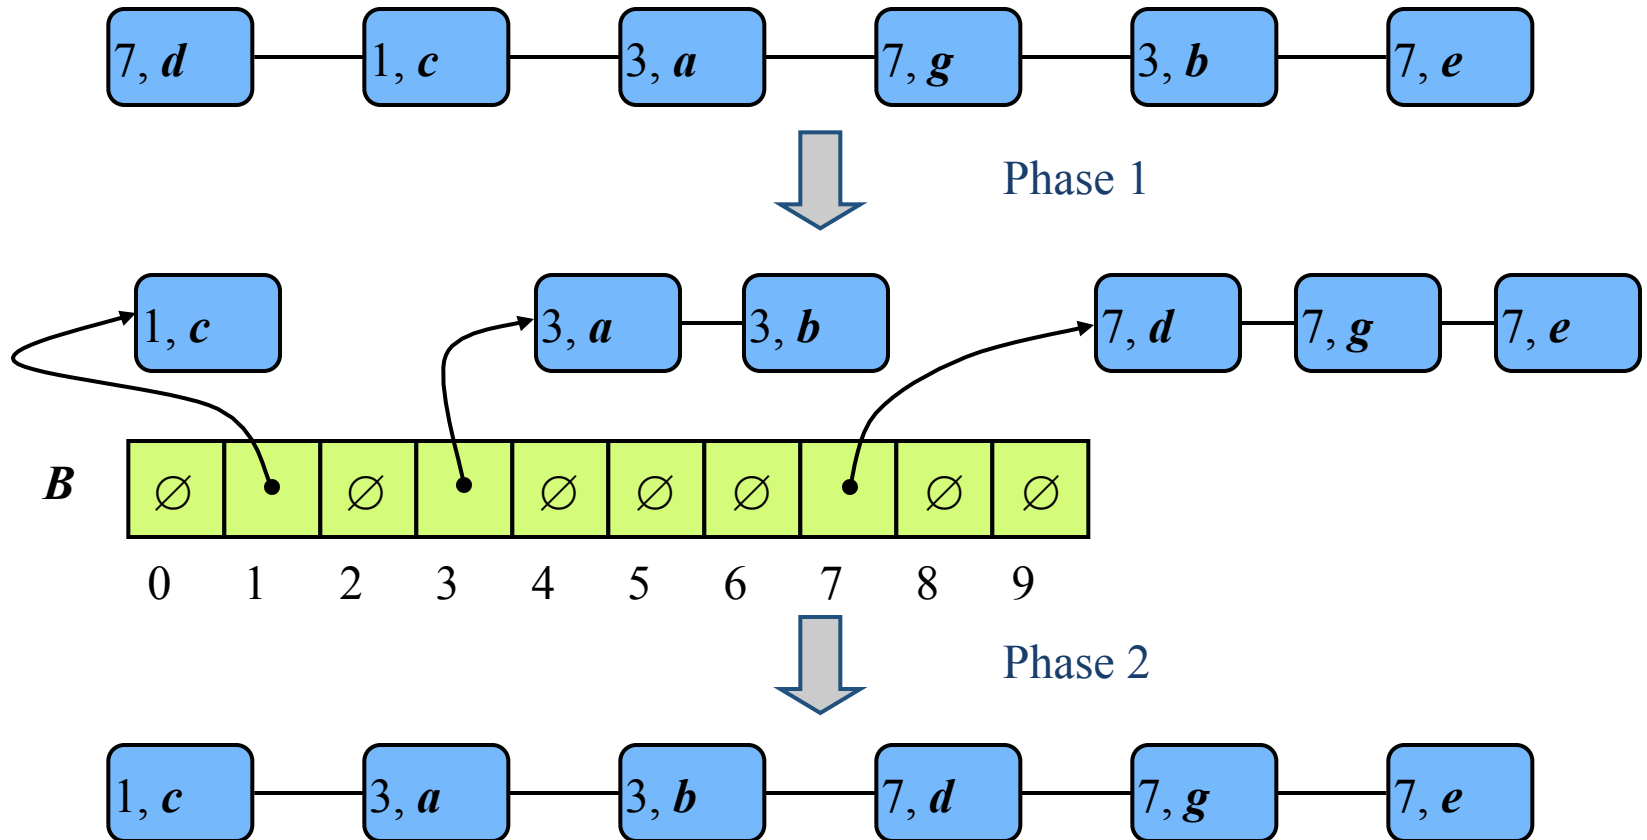 7, d 1, c 3, a 7, g 3, b 7, e
Phase 1
1, c 3, a 3, b 7, d 7, g 7, e
B ∅ ∅ ∅ ∅ ∅ ∅ ∅
0 1 2 3 4 5 6 7 8 9
Phase 2
1, c 3, a 3, b 7, d 7, g 7, e